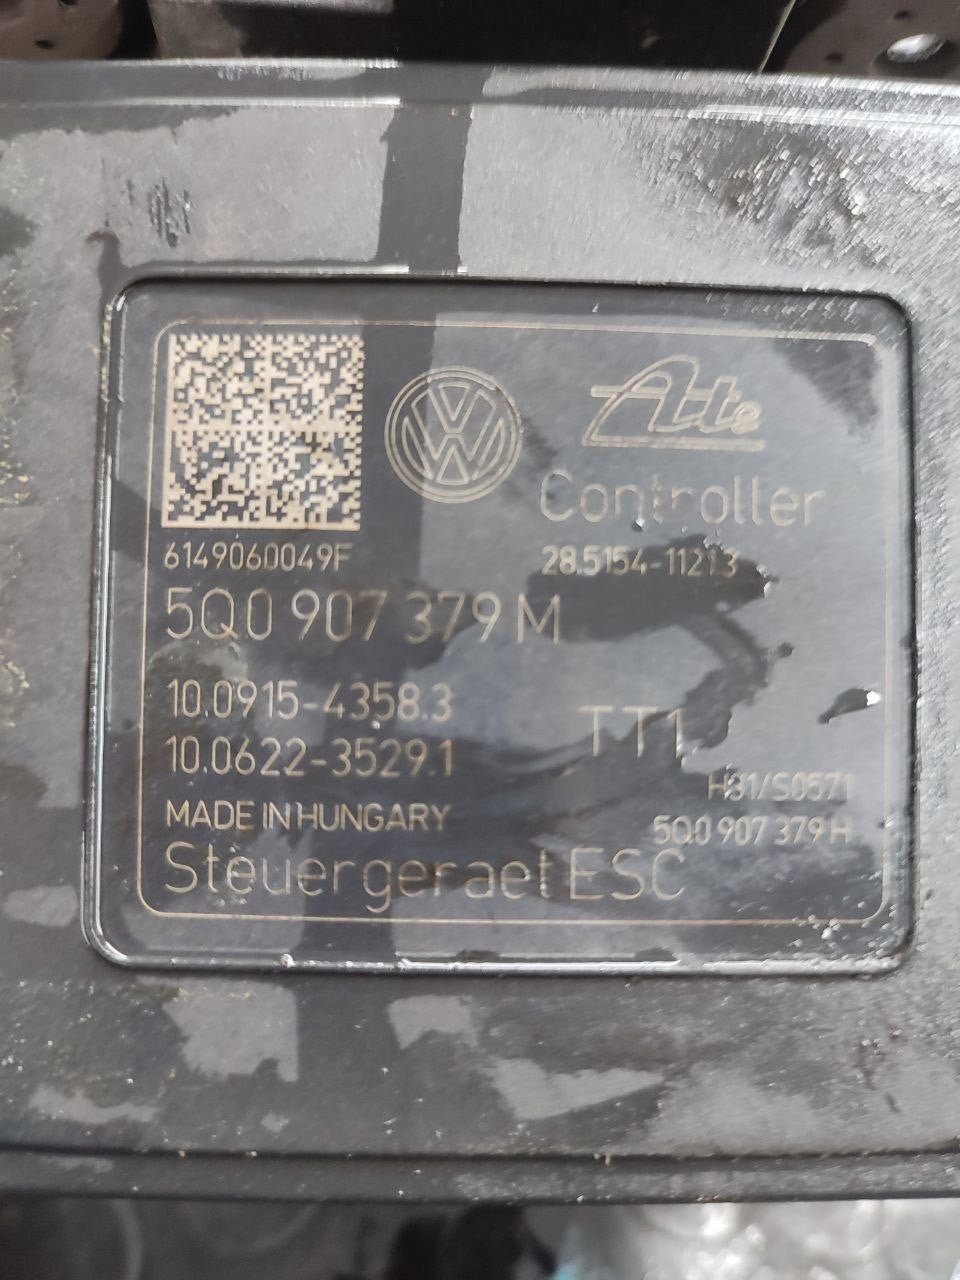 Ate
Controller
6149060049F
28.5154-1121.3
5Q0 907 379 M
10.0915-4358.3
TT1
10.0622-3529.1
H31/S0571
MADE IN HUNGARY
5Q0 907 379 H
Steuergeraet ESC